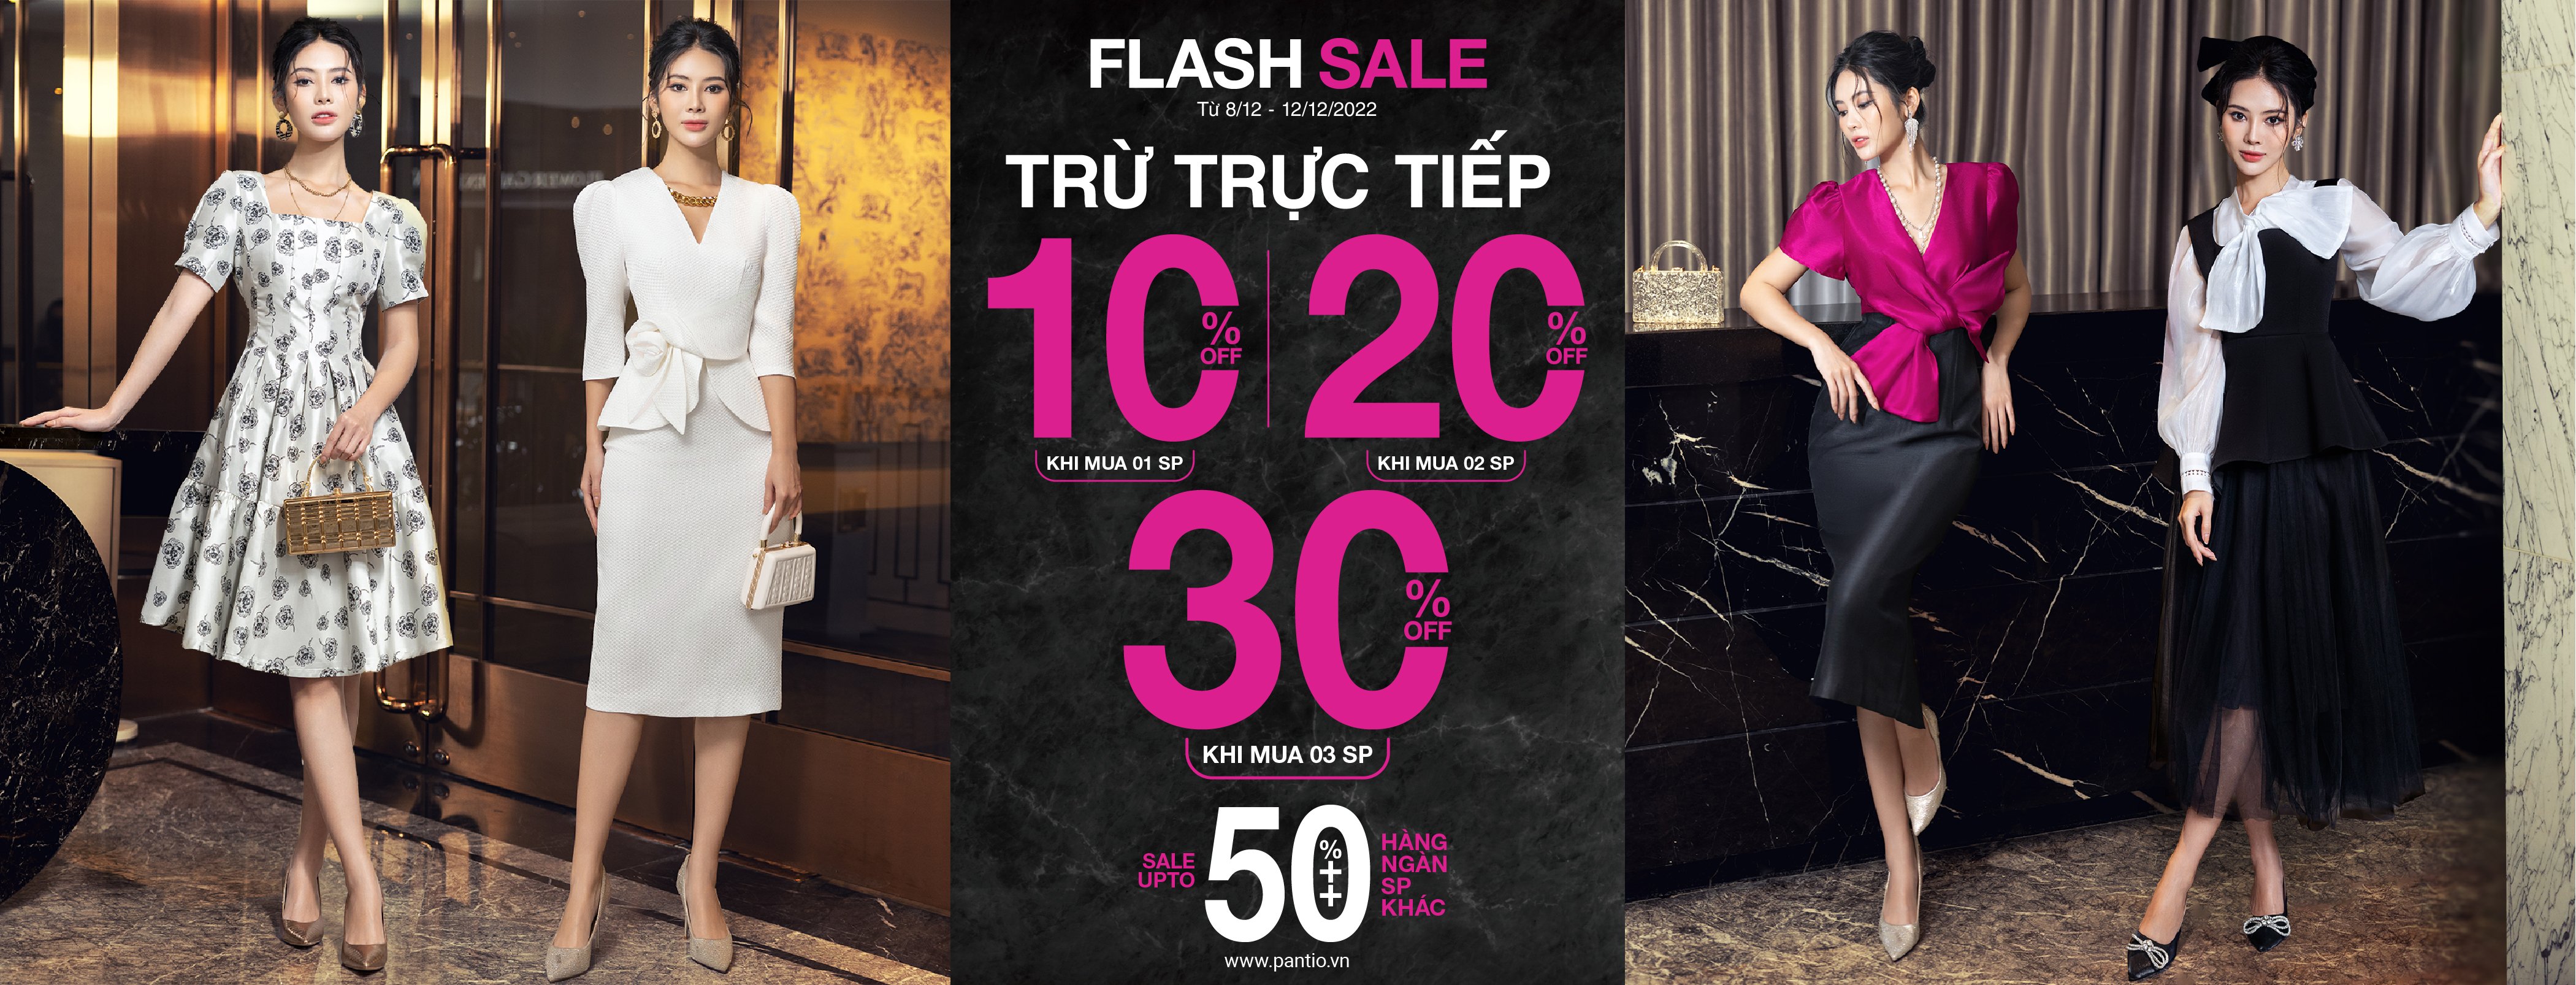 FLASH SALE
Từ 8/12 - 12/12/2022
TRỪ TRỰC TIẾP
10% OFF
20% OFF
KHI MUA 01 SP
KHI MUA 02 SP
30% OFF
KHI MUA 03 SP
SALE
UPTO
50%++
HÀNG
NGÀN
SP
KHÁC
www.pantio.vn